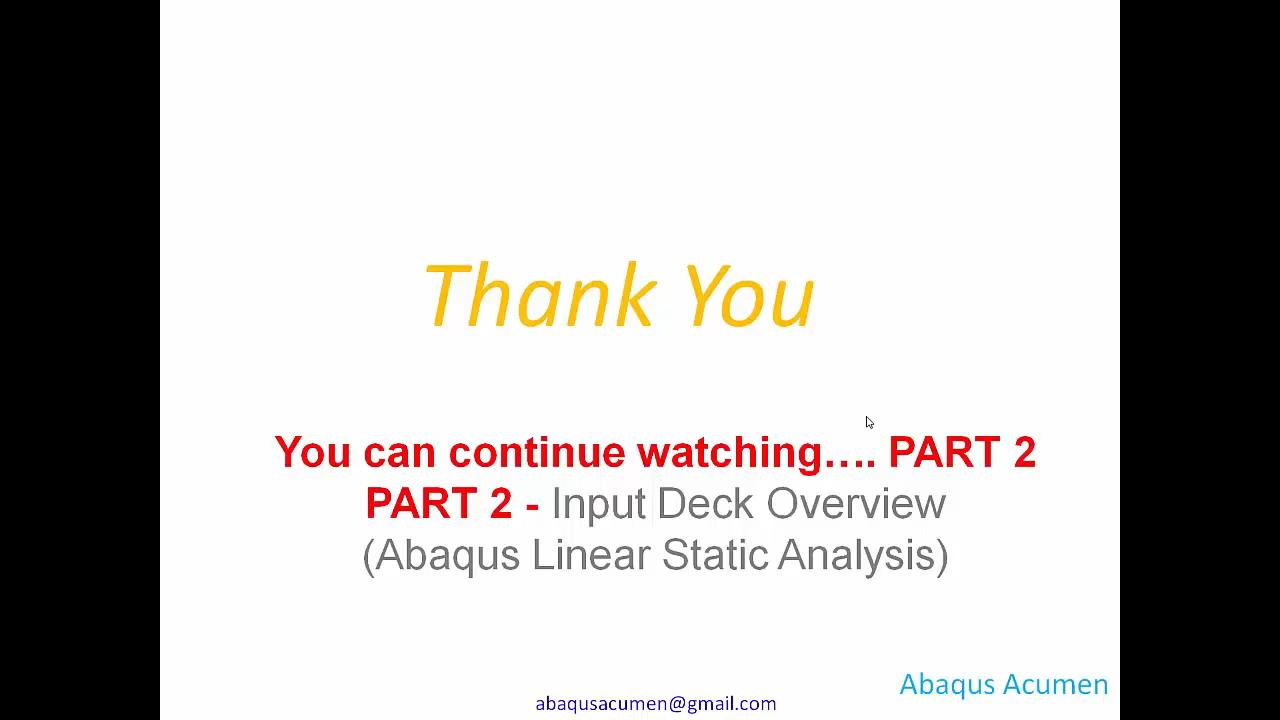 Thank You
You can continue watching…. PART 2
PART 2 - Input Deck Overview
(Abaqus Linear Static Analysis)
Abaqus Acumen
abaqusacumen@gmail.com